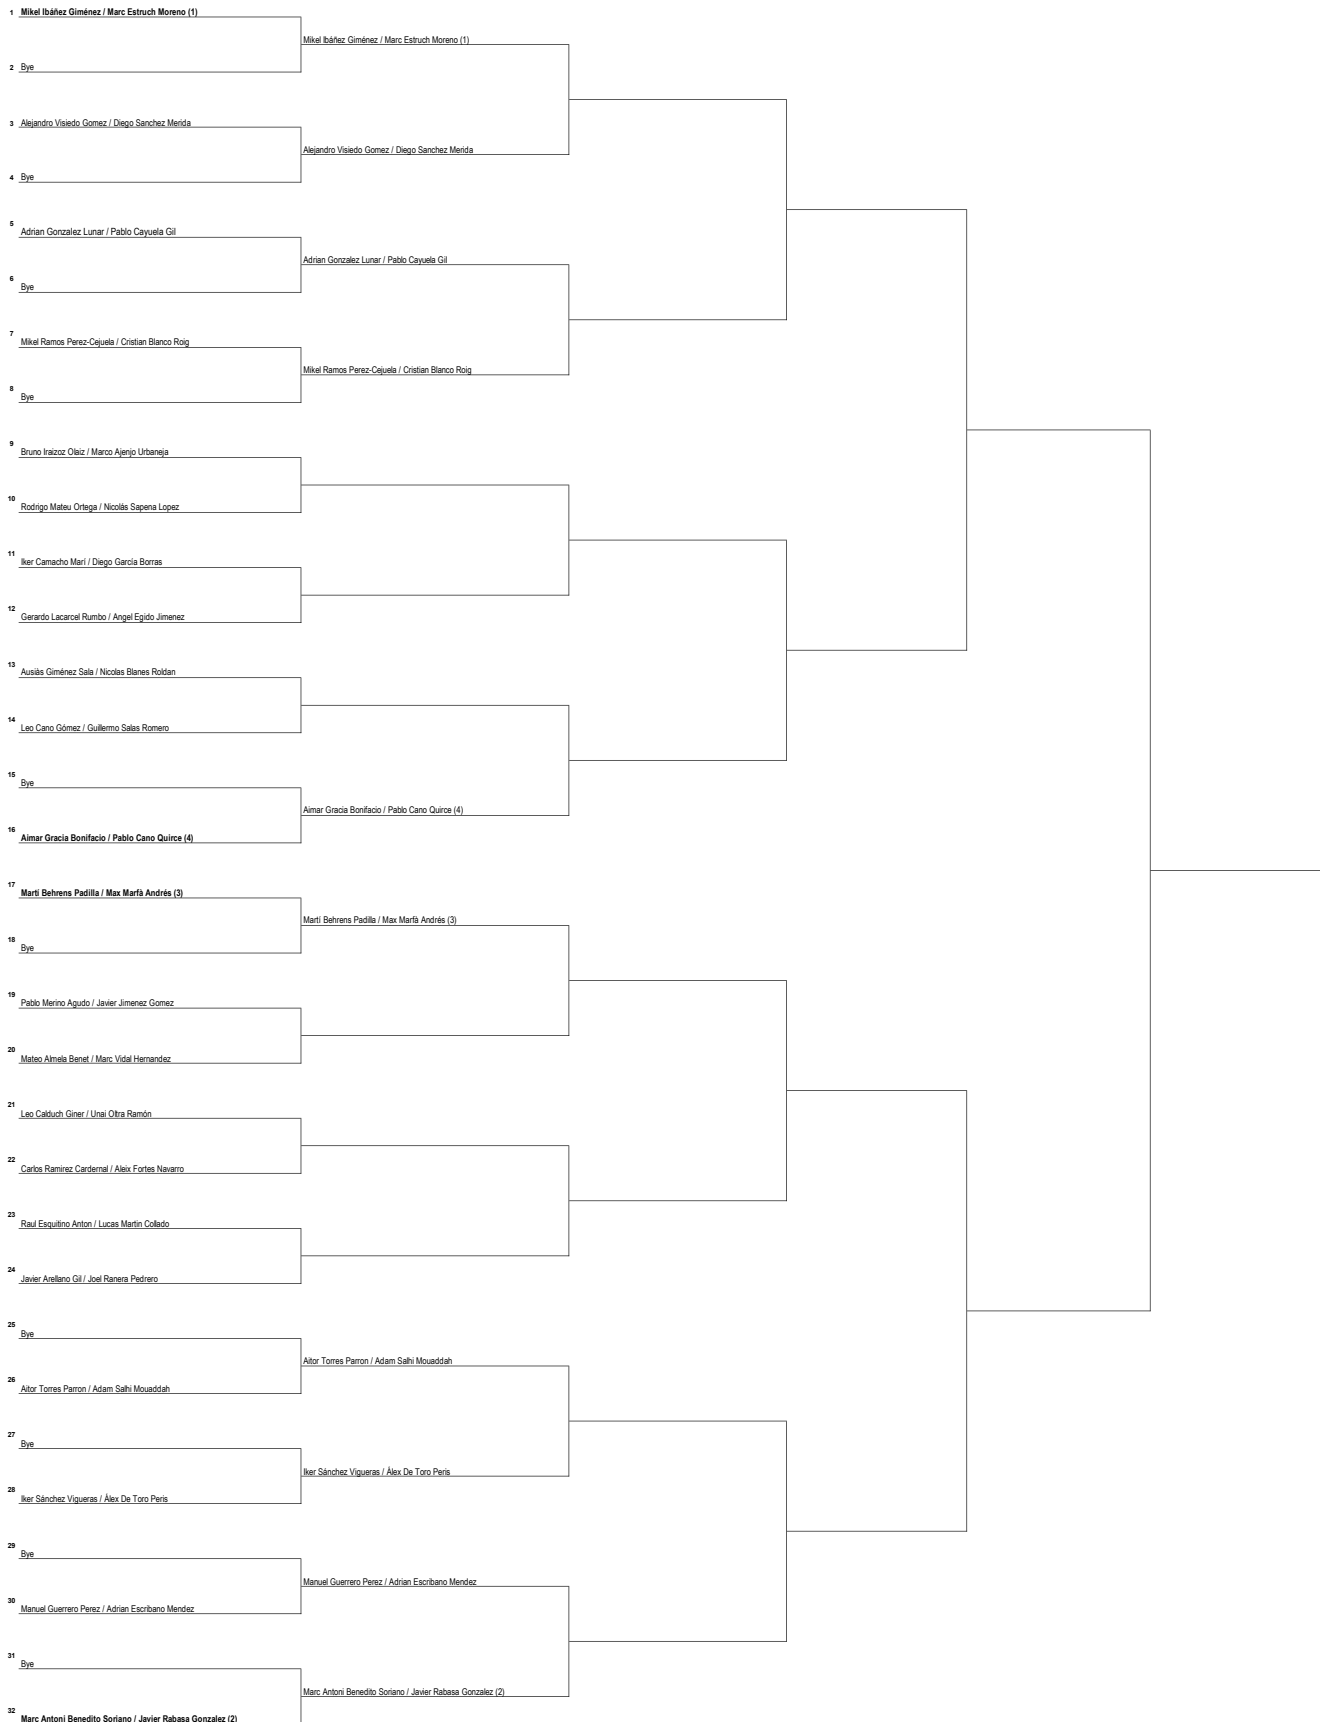 1 Mikel Ibáñez Giménez / Marc Estruch Moreno (1)
Mikel Ibáñez Giménez / Marc Estruch Moreno (1)
2 Bye
3 Alejandro Visiedo Gomez / Diego Sanchez Merida
Alejandro Visiedo Gomez / Diego Sanchez Merida
4 Bye
5 Adrian Gonzalez Lunar / Pablo Cayuela Gil
Adrian Gonzalez Lunar / Pablo Cayuela Gil
6 Bye
7 Mikel Ramos Perez-Cejuela / Cristian Blanco Roig
Mikel Ramos Perez-Cejuela / Cristian Blanco Roig
8 Bye
9 Bruno Iraizoz Olaiz / Marco Ajenjo Urbaneja
10 Rodrigo Mateu Ortega / Nicolás Sapena Lopez
11 Iker Camacho Marí / Diego García Borras
12 Gerardo Lacarcel Rumbo / Angel Egido Jimenez
13 Ausiàs Giménez Sala / Nicolas Blanes Roldan
14 Leo Cano Gómez / Guillermo Salas Romero
15 Bye
Aimar Gracia Bonifacio / Pablo Cano Quirce (4)
16 Aimar Gracia Bonifacio / Pablo Cano Quirce (4)
17 Martí Behrens Padilla / Max Marfà Andrés (3)
Martí Behrens Padilla / Max Marfà Andrés (3)
18 Bye
19 Pablo Merino Agudo / Javier Jimenez Gomez
20 Mateo Almela Benet / Marc Vidal Hernandez
21 Leo Calduch Giner / Unai Oltra Ramón
22 Carlos Ramirez Cardernal / Aleix Fortes Navarro
23 Raul Esquitino Anton / Lucas Martin Collado
24 Javier Arellano Gil / Joel Ranera Pedrero
25 Bye
Aitor Torres Parron / Adam Salhi Mouaddah
26 Aitor Torres Parron / Adam Salhi Mouaddah
27 Bye
Iker Sánchez Vigueras / Álex De Toro Peris
28 Iker Sánchez Vigueras / Álex De Toro Peris
29 Bye
Manuel Guerrero Perez / Adrian Escribano Mendez
30 Manuel Guerrero Perez / Adrian Escribano Mendez
31 Bye
Marc Antoni Benedito Soriano / Javier Rabasa Gonzalez (2)
32 Marc Antoni Benedito Soriano / Javier Rabasa Gonzalez (2)